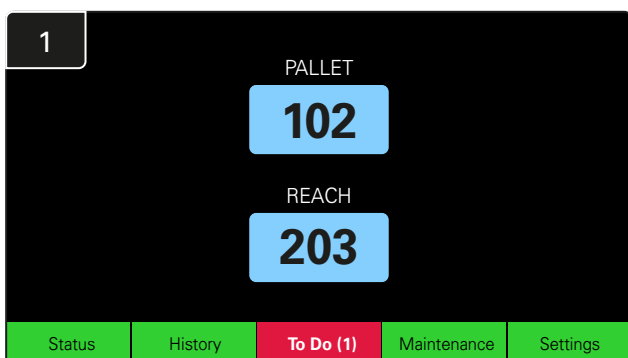 1
PALLET
102
REACH
203
Status History To Do (1) Maintenance Settings